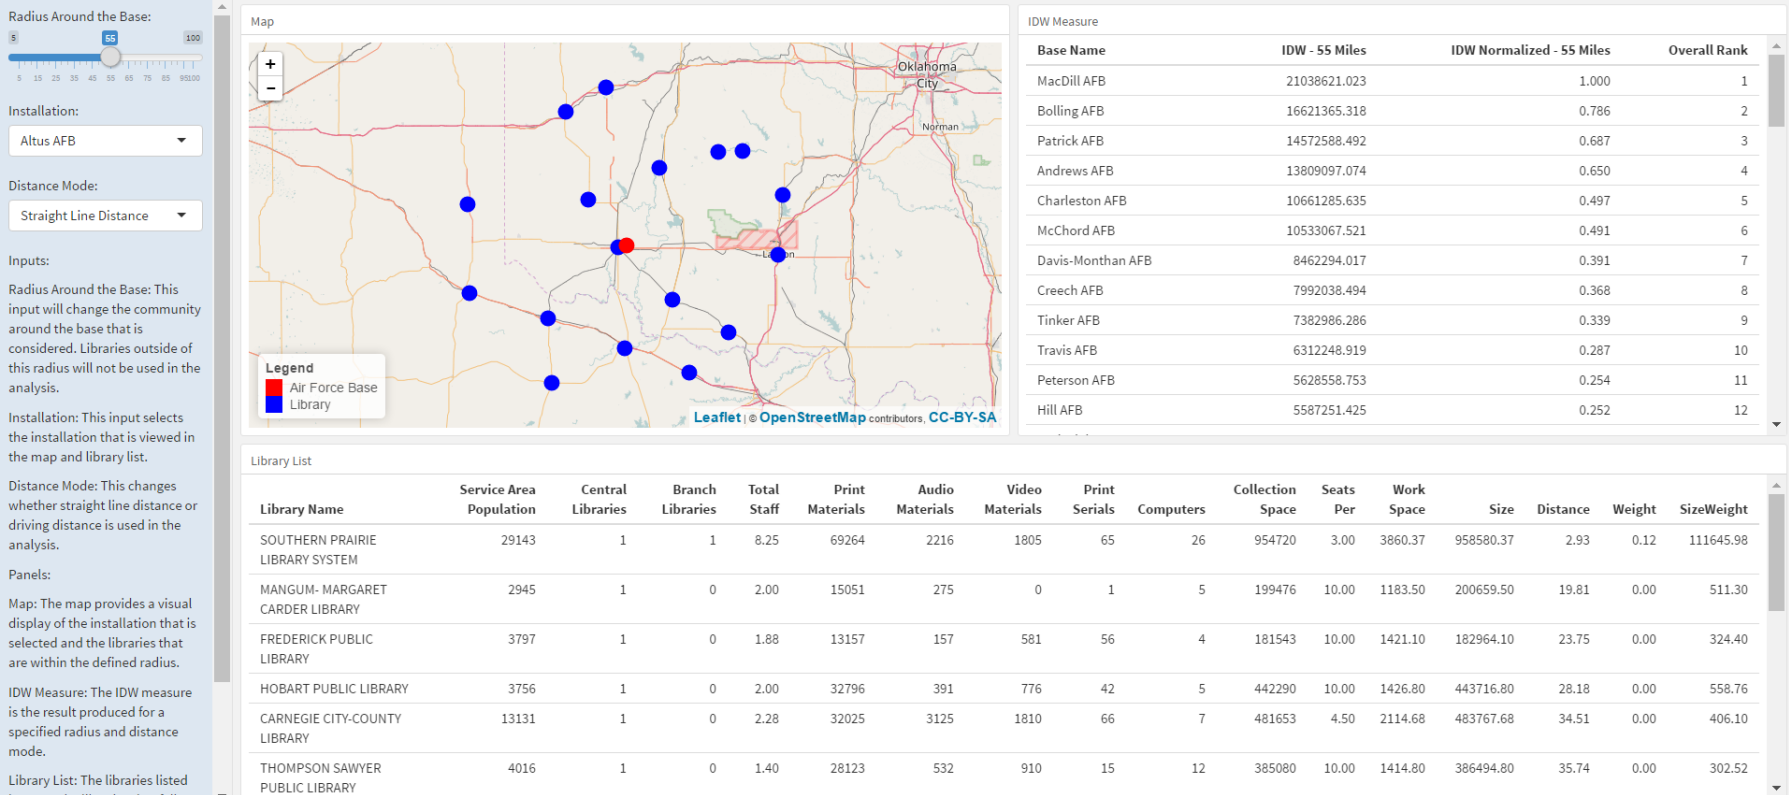 Radius Around the Base:
5 55 100
5 15 25 35 45 55 65 75 85 95100
Installation:
Altus AFB
Distance Mode:
Straight Line Distance
Inputs:
Radius Around the Base: This
input will change the community
around the base that is
considered. Libraries outside of
this radius will not be used in the
analysis.
Installation: This input selects
the installation that is viewed in
the map and library list.
Distance Mode: This changes
whether straight line distance or
driving distance is used in the
analysis.
Panels:
Map: The map provides a visual
display of the installation that is
selected and the libraries that
are within the defined radius.
IDW Measure: The IDW measure
is the result produced for a
specified radius and distance
mode.
Library List: The libraries listed
Map
+
-
Oklahoma
City
Norman
Legend
Air Force Base
Library
Leaflet | © OpenStreetMap contributors, CC-BY-SA
IDW Measure
Base Name IDW - 55 Miles IDW Normalized - 55 Miles Overall Rank
MacDill AFB 21038621.023 1.000 1
Bolling AFB 16621365.318 0.786 2
Patrick AFB 14572588.492 0.687 3
Andrews AFB 13809097.074 0.650 4
Charleston AFB 10661285.635 0.497 5
McChord AFB 10533067.521 0.491 6
Davis-Monthan AFB 8462294.017 0.391 7
Creech AFB 7992038.494 0.368 8
Tinker AFB 7382986.286 0.339 9
Travis AFB 6312248.919 0.287 10
Peterson AFB 5628558.753 0.254 11
Hill AFB 5587251.425 0.252 12
Library List
Service Area Central Branch Total Print Audio Video Print Collection Seats Work
Library Name Population Libraries Libraries Staff Materials Materials Materials Serials Computers Space Per Space Size Distance Weight SizeWeight
SOUTHERN PRAIRIE 29143 1 1 8.25 69264 2216 1805 65 26 954720 3.00 3860.37 958580.37 2.93 0.12 111645.98
LIBRARY SYSTEM
MANGUM- MARGARET 2945 1 0 2.00 15051 275 0 1 5 199476 10.00 1183.50 200659.50 19.81 0.00 511.30
CARDER LIBRARY
FREDERICK PUBLIC 3797 1 0 1.88 13157 157 581 56 4 181543 10.00 1421.10 182964.10 23.75 0.00 324.40
LIBRARY
HOBART PUBLIC LIBRARY 3756 1 0 2.00 32796 391 776 42 5 442290 10.00 1426.80 443716.80 28.18 0.00 558.76
CARNEGIE CITY-COUNTY 13131 1 0 2.28 32025 3125 1810 66 7 481653 4.50 2114.68 483767.68 34.51 0.00 406.10
LIBRARY
THOMPSON SAWYER 4016 1 0 1.40 28123 532 910 15 12 385080 10.00 1414.80 386494.80 35.74 0.00 302.52
PUBLIC LIBRARY